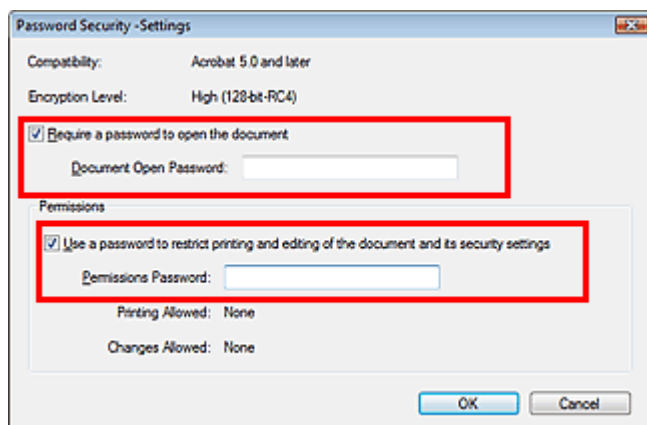 Password Security -Settings
Compatibility: Acrobat 5.0 and later
Encryption Level: High (128-bit-RC4)
Require a password to open the document
Document Open Password:
Permissions
Use a password to restrict printing and editing of the document and its security settings
Permissions Password:
Printing Allowed: None
Changes Allowed: None
OK Cancel